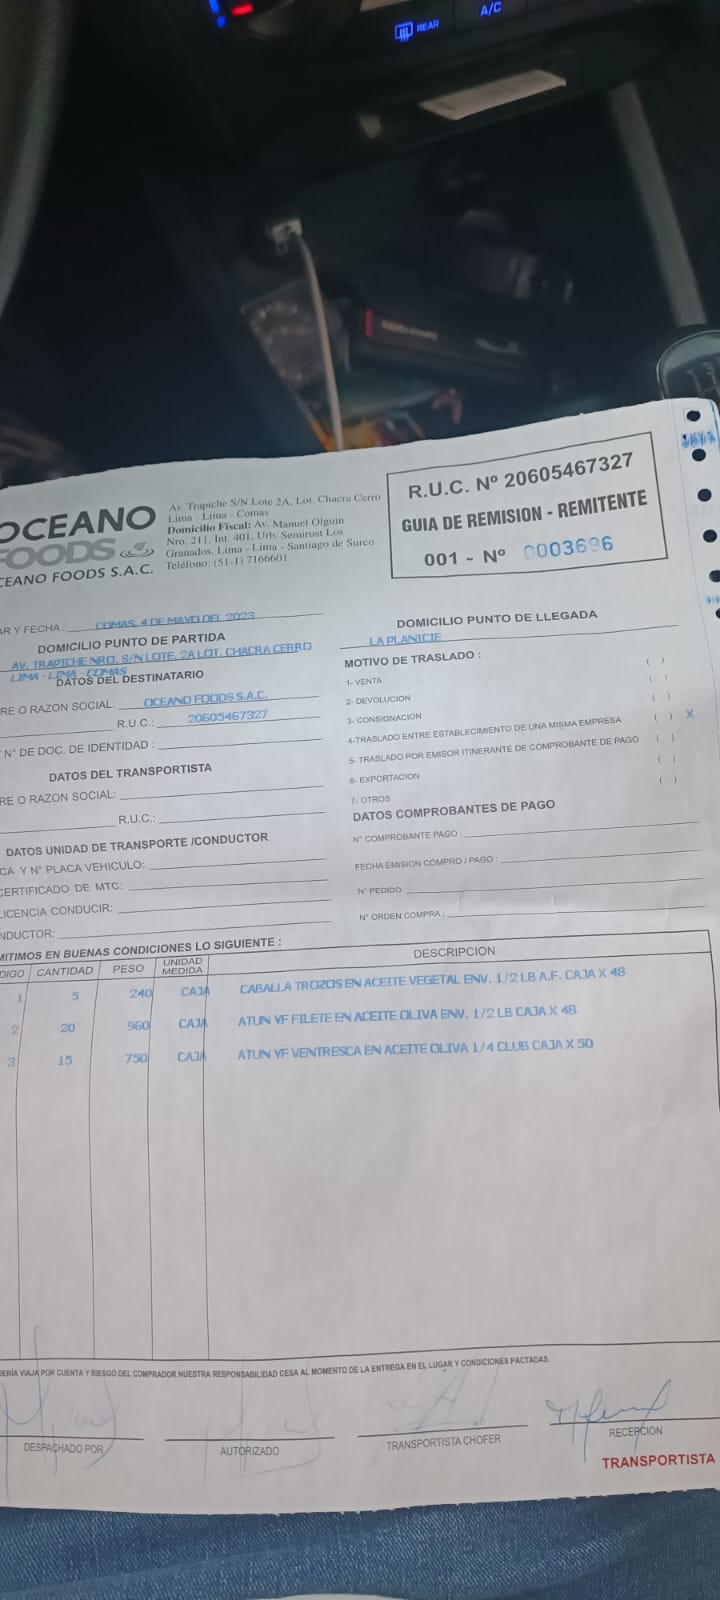 REAR
A/C
OCEANO
FOODS
OCEANO FOODS S.A.C.
Av. Trapiche S/N Lote 2A, Lot. Chacra Cerro
Lima - Lima - Comas
Domicilio Fiscal: Av. Manuel Olguin
Nro. 211, Int. 401, Urb. Semirust Los
Granados, Lima - Lima - Santiago de Surco
Teléfono: (51-1) 7166601
R.U.C. Nº 20605467327
GUIA DE REMISION - REMITENTE
001 - Nº 0003696
AR Y FECHA : COMAS, 4 DE MAYO DEL 2023
DOMICILIO PUNTO DE PARTIDA
AV. TRAPICHE NRO. S/N LOTE. 2A LOT. CHACRA CERRO
LIMA - LIMA - COMAS
DATOS DEL DESTINATARIO
RE O RAZON SOCIAL: OCEANO FOODS S.A.C.
R.U.C.: 20605467327
Nº DE DOC. DE IDENTIDAD :
DATOS DEL TRANSPORTISTA
RE O RAZON SOCIAL:
R.U.C.:
DATOS UNIDAD DE TRANSPORTE /CONDUCTOR
CA Y Nº PLACA VEHICULO:
CERTIFICADO DE MTC:
LICENCIA CONDUCIR:
NDUCTOR:
DOMICILIO PUNTO DE LLEGADA
LA PLANICIE
MOTIVO DE TRASLADO :
1- VENTA ( )
2- DEVOLUCION ( )
3- CONSIGNACION ( )
4-TRASLADO ENTRE ESTABLECIMIENTO DE UNA MISMA EMPRESA ( ) X
5- TRASLADO POR EMISOR ITINERANTE DE COMPROBANTE DE PAGO ( )
6- EXPORTACION ( )
7- OTROS ( )
DATOS COMPROBANTES DE PAGO
Nº COMPROBANTE PAGO :
FECHA EMISION COMPRO / PAGO :
Nº PEDIDO:
Nº ORDEN COMPRA :
MITIMOS EN BUENAS CONDICIONES LO SIGUIENTE :
DIGO CANTIDAD PESO UNIDAD MEDIDA DESCRIPCION
1 5 240 CAJA CABALLA TROZOS EN ACEITE VEGETAL ENV. 1/2 LB A.F. CAJA X 48
2 20 960 CAJA ATUN YF FILETE EN ACEITE OLIVA ENV. 1/2 LB CAJA X 48
3 15 750 CAJA ATUN YF VENTRESCA EN ACEITE OLIVA 1/4 CLUB CAJA X 50
DERÍA VIAJA POR CUENTA Y RIESGO DEL COMPRADOR NUESTRA RESPONSABILIDAD CESA AL MOMENTO DE LA ENTREGA EN EL LUGAR Y CONDICIONES PACTADAS.
DESPACHADO POR
AUTORIZADO
TRANSPORTISTA CHOFER
RECEPCION
TRANSPORTISTA